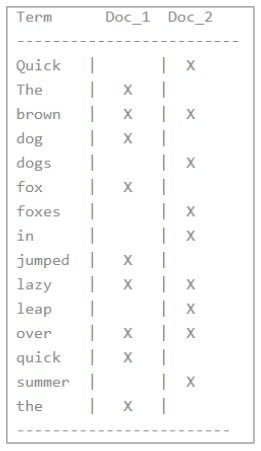 Term      Doc_1  Doc_2
-------------------------
Quick   |       |  X
The     |   X   |
brown   |   X   |  X
dog     |   X   |
dogs    |       |  X
fox     |   X   |
foxes   |       |  X
in      |       |  X
jumped  |   X   |
lazy    |   X   |  X
leap    |       |  X
over    |   X   |  X
quick   |   X   |
summer  |       |  X
the     |   X   |
------------------------